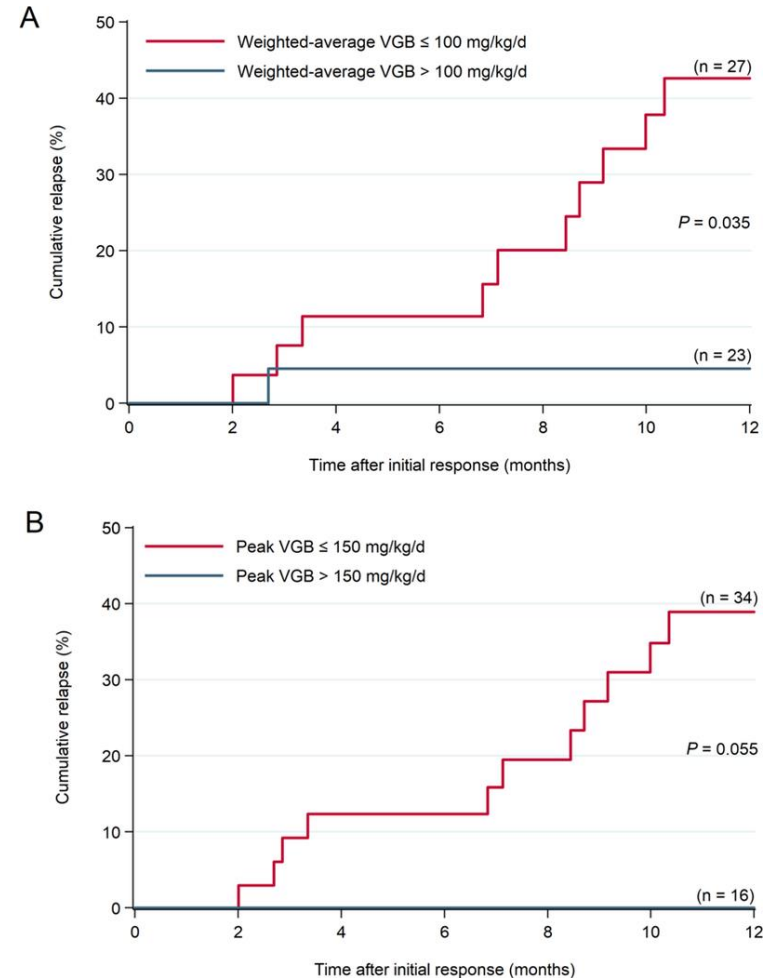 A
50
40
30
20
10
0
Cumulative relapse (%)
Weighted-average VGB ≤ 100 mg/kg/d
Weighted-average VGB > 100 mg/kg/d
(n = 27)
P = 0.035
(n = 23)
0 2 4 6 8 10 12
Time after initial response (months)
B
50
40
30
20
10
0
Cumulative relapse (%)
Peak VGB ≤ 150 mg/kg/d
Peak VGB > 150 mg/kg/d
(n = 34)
P = 0.055
(n = 16)
0 2 4 6 8 10 12
Time after initial response (months)